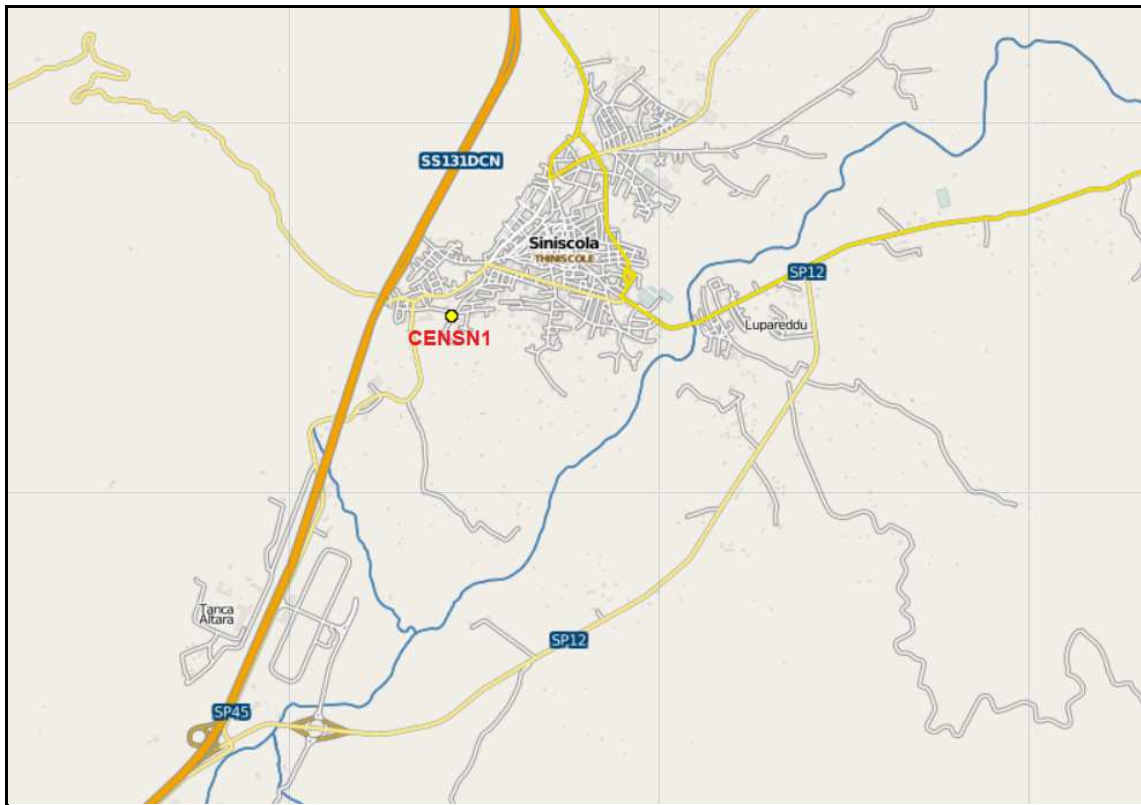 SS131DCN
Siniscola
THINISCOLE
SP12
CENSN1
Lupareddu
Tanca
Altara
SP12
SP45